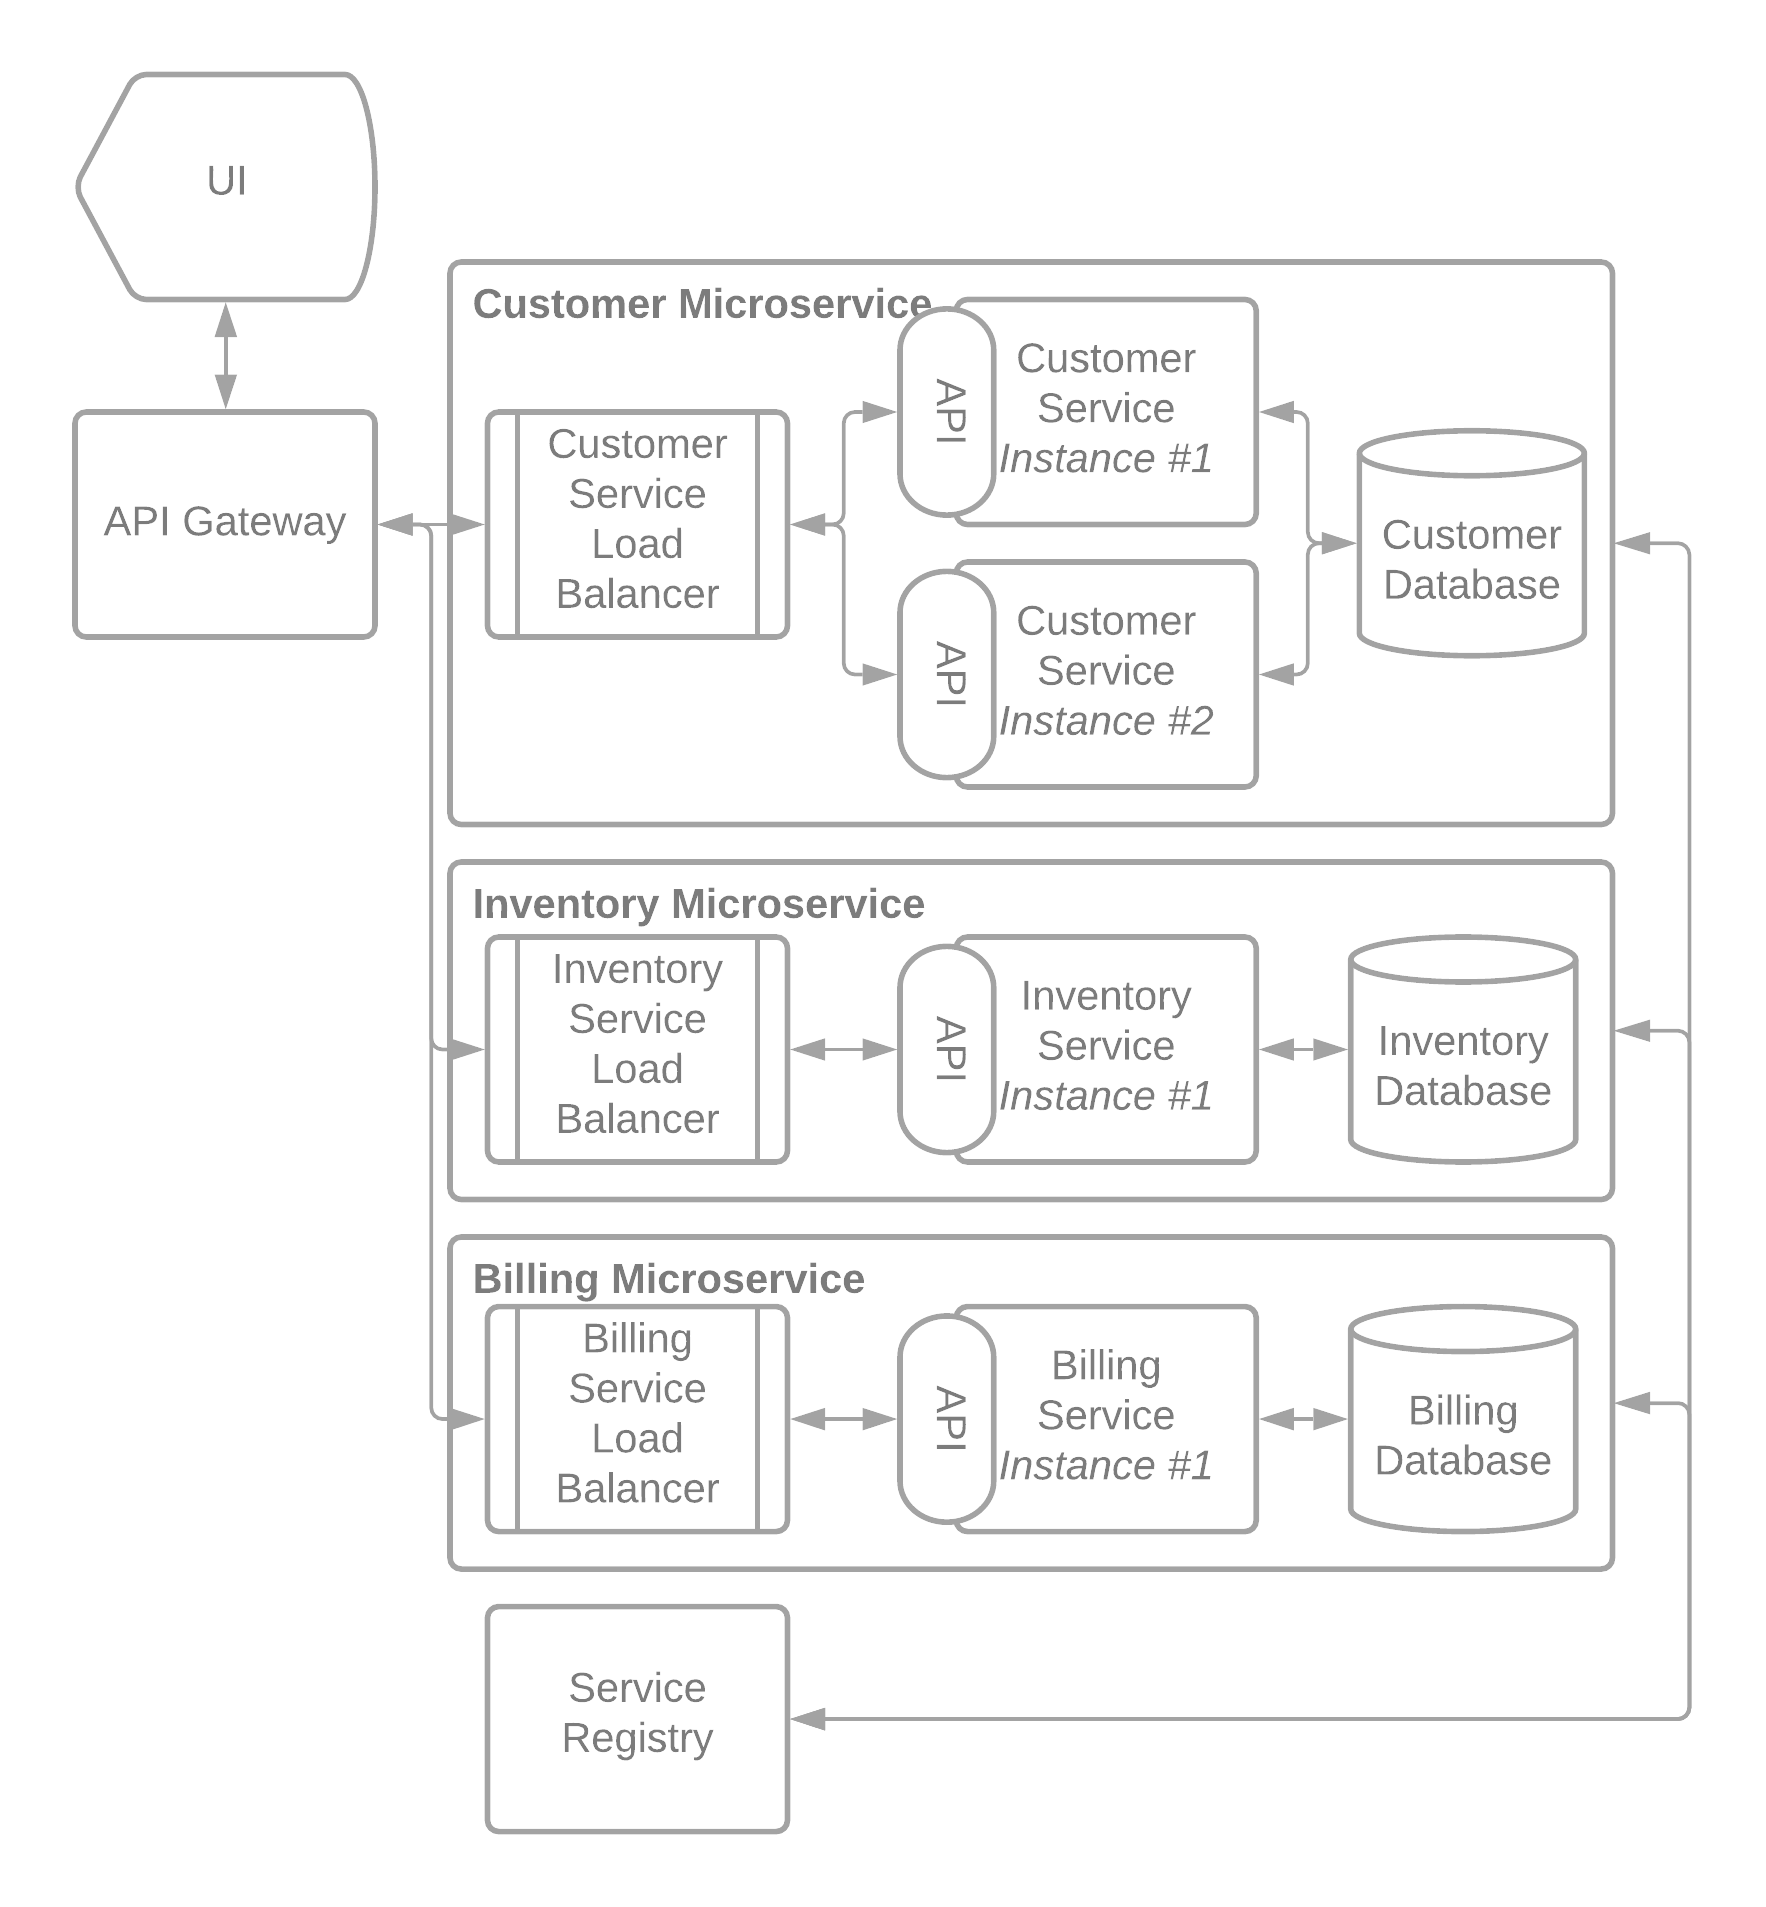 UI
API Gateway
Customer Microservice
Customer
Service
Load
Balancer
API
Customer
Service
Instance #1
API
Customer
Service
Instance #2
Customer
Database
Inventory Microservice
Inventory
Service
Load
Balancer
API
Inventory
Service
Instance #1
Inventory
Database
Billing Microservice
Billing
Service
Load
Balancer
API
Billing
Service
Instance #1
Billing
Database
Service
Registry